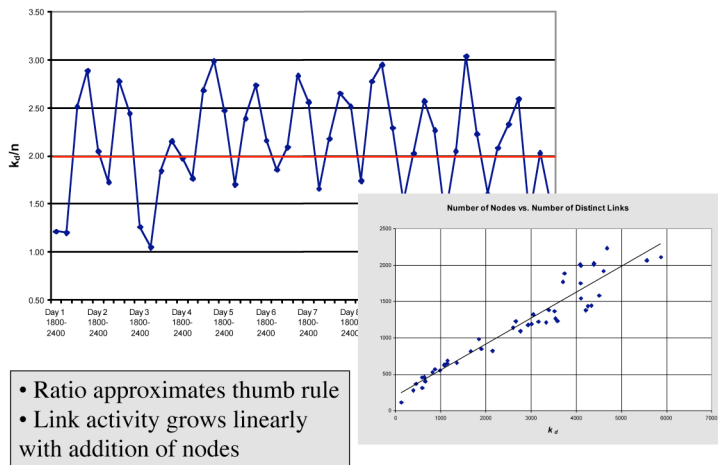 3.50
3.00
2.50
2.00
1.50
1.00
0.50
k_d/n
Day 1 Day 2 Day 3 Day 4 Day 5 Day 6 Day 7 Day 8
1800- 1800- 1800- 1800- 1800- 1800- 1800- 1800-
2400 2400 2400 2400 2400 2400 2400 2400
Number of Nodes vs. Number of Distinct Links
2500
2000
1500
1000
500
0
0 1000 2000 3000 4000 5000 6000 7000
k_d
• Ratio approximates thumb rule
• Link activity grows linearly
with addition of nodes